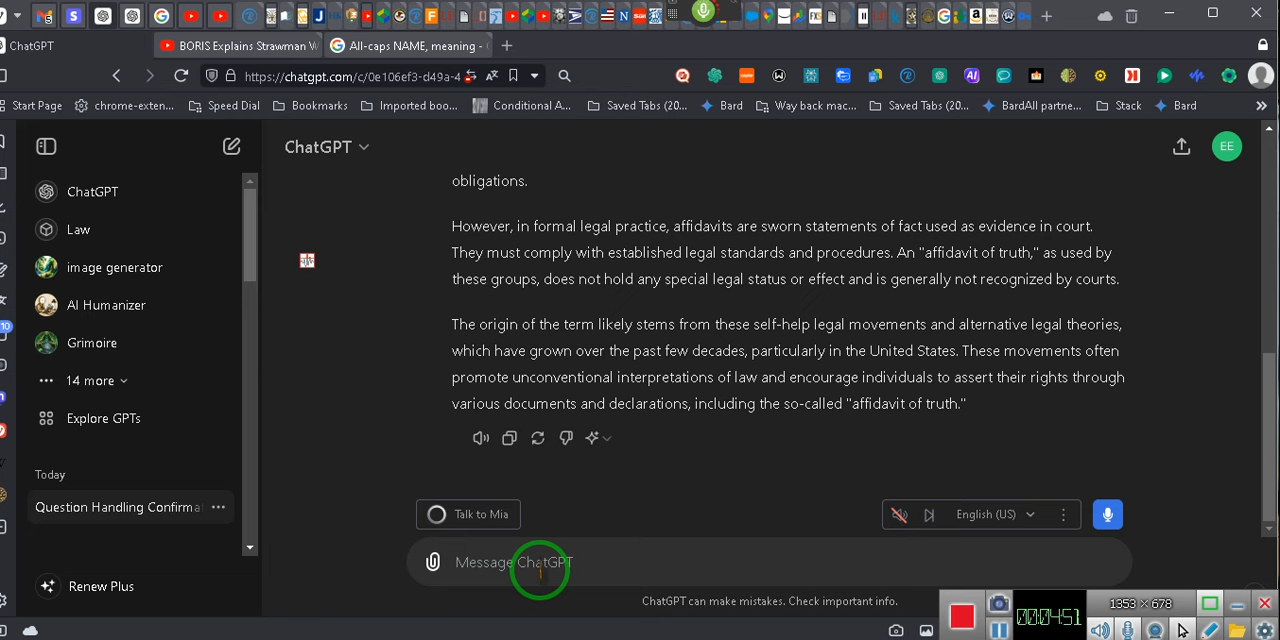 ChatGPT
BORIS Explains Strawman
All-caps NAME, meaning -
https://chatgpt.com/c/0e106ef3-d49a-4
Start Page
chrome-exten...
Speed Dial
Bookmarks
Imported boo...
Conditional A...
Saved Tabs (20...
Bard
Way back mac...
Saved Tabs (20...
BardAll partne...
Stack
Bard
ChatGPT
EE
ChatGPT
Law
image generator
AI Humanizer
Grimoire
14 more
Explore GPTs
Today
Question Handling Confirma
Renew Plus
obligations.
However, in formal legal practice, affidavits are sworn statements of fact used as evidence in court.
They must comply with established legal standards and procedures. An "affidavit of truth," as used by
these groups, does not hold any special legal status or effect and is generally not recognized by courts.
The origin of the term likely stems from these self-help legal movements and alternative legal theories,
which have grown over the past few decades, particularly in the United States. These movements often
promote unconventional interpretations of law and encourage individuals to assert their rights through
various documents and declarations, including the so-called "affidavit of truth."
Talk to Mia
English (US)
Message ChatGPT
ChatGPT can make mistakes. Check important info.
1353 × 678
0:04:51